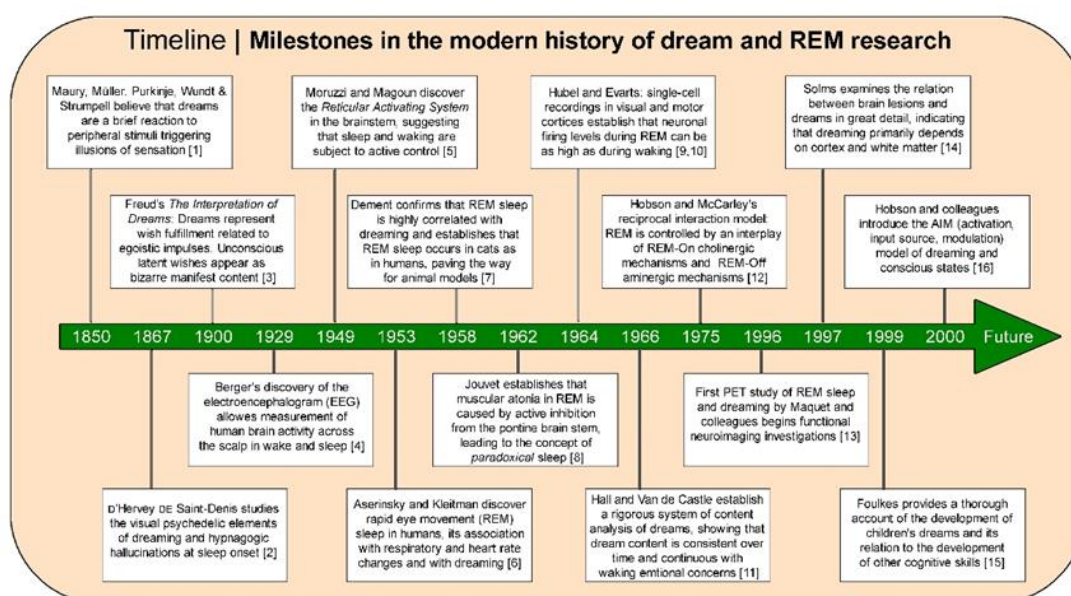 Timeline | Milestones in the modern history of dream and REM research
Maury, Müller, Purkinje, Wundt &
Strumpell believe that dreams
are a brief reaction to
peripheral stimuli triggering
illusions of sensation [1]
Moruzzi and Magoun discover
the Reticular Activating System
in the brainstem, suggesting
that sleep and waking are
subject to active control [5]
Hubel and Evarts: single-cell
recordings in visual and motor
cortices establish that neuronal
firing levels during REM can be
as high as during waking [9,10]
Solms examines the relation
between brain lesions and
dreams in great detail, indicating
that dreaming primarily depends
on cortex and white matter [14]
Freud's The Interpretation of
Dreams: Dreams represent
wish fulfillment related to
egoistic impulses. Unconscious
latent wishes appear as
bizarre manifest content [3]
Dement confirms that REM sleep
is highly correlated with
dreaming and establishes that
REM sleep occurs in cats as
in humans, paving the way
for animal models [7]
Hobson and McCarley's
reciprocal interaction model:
REM is controlled by an interplay
of REM-On cholinergic
mechanisms and REM-Off
aminergic mechanisms [12]
Hobson and colleagues
introduce the AIM (activation,
input source, modulation)
model of dreaming and
conscious states [16]
1850 1867 1900 1929 1949 1953 1958 1962 1964 1966 1975 1996 1997 1999 2000 Future
Berger's discovery of the
electroencephalogram (EEG)
allowes measurement of
human brain activity across
the scalp in wake and sleep [4]
Jouvet establishes that
muscular atonia in REM is
caused by active inhibition
from the pontine brain stem,
leading to the concept of
paradoxical sleep [8]
First PET study of REM sleep
and dreaming by Maquet and
colleagues begins functional
neuroimaging investigations [13]
D'Hervey DE Saint-Denis studies
the visual psychedelic elements
of dreaming and hypnagogic
hallucinations at sleep onset [2]
Aserinsky and Kleitman discover
rapid eye movement (REM)
sleep in humans, its association
with respiratory and heart rate
changes and with dreaming [6]
Hall and Van de Castle establish
a rigorous system of content
analysis of dreams, showing that
dream content is consistent over
time and continuous with
waking emtional concerns [11]
Foulkes provides a thorough
account of the development of
children's dreams and its
relation to the development
of other cognitive skills [15]